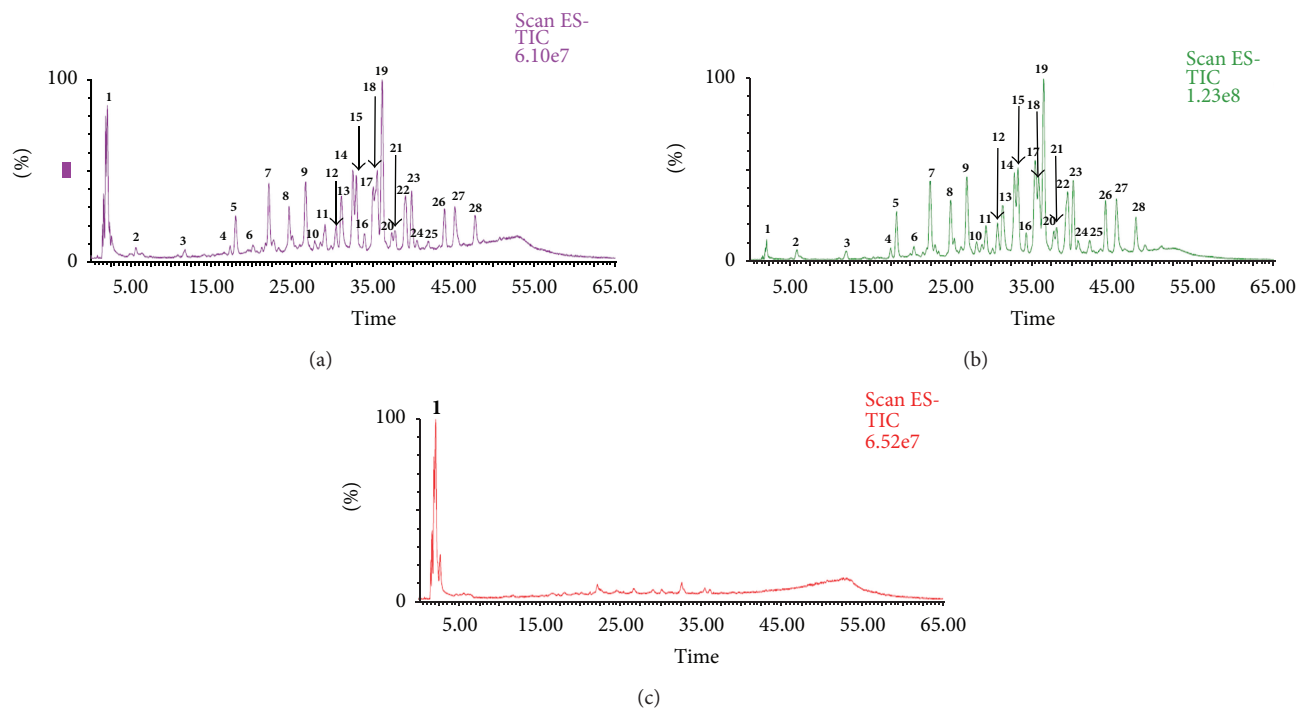 Scan ES-
TIC
6.10e7
100
(%)
0
1 2 3 4 5 6 7 8 9 10 11 12 13 14 15 16 17 18 19 20 21 22 23 24 25 26 27 28
5.00 15.00 25.00 35.00 45.00 55.00 65.00
Time
(a)
Scan ES-
TIC
1.23e8
100
(%)
0
1 2 3 4 5 6 7 8 9 10 11 12 13 14 15 16 17 18 19 20 21 22 23 24 25 26 27 28
5.00 15.00 25.00 35.00 45.00 55.00 65.00
Time
(b)
Scan ES-
TIC
6.52e7
100
(%)
0
1
5.00 15.00 25.00 35.00 45.00 55.00 65.00
Time
(c)